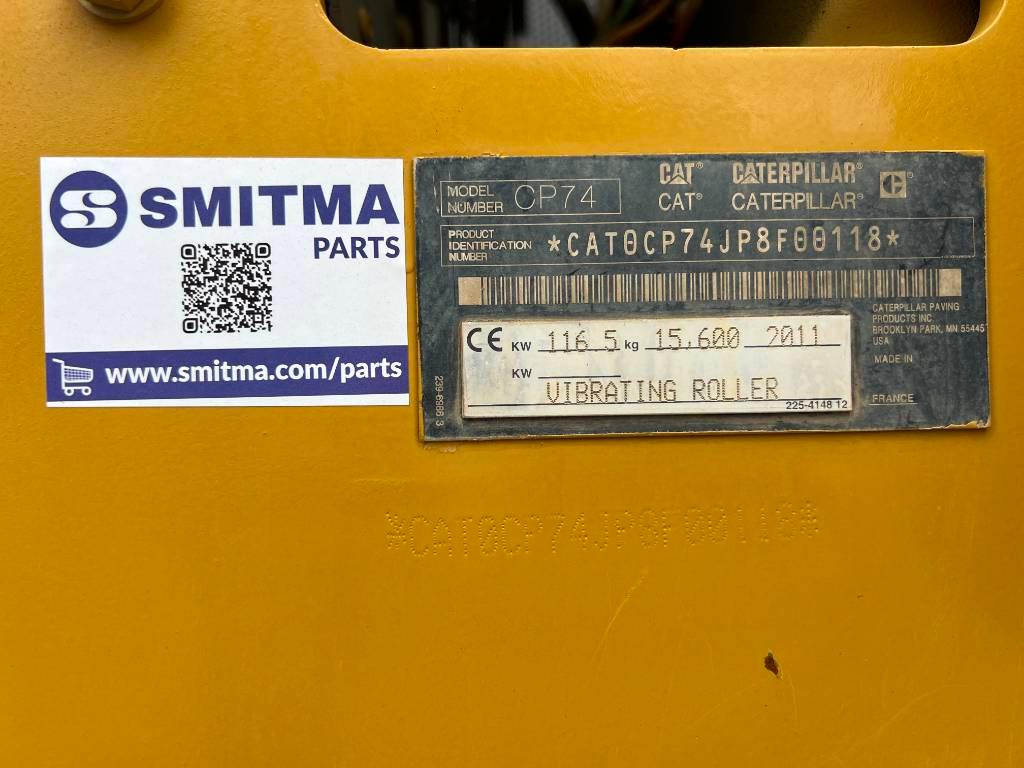 SMITMA
PARTS
www.smitma.com/parts
MODEL NUMBER CP74
CAT® CATERPILLAR®
CAT® CATERPILLAR®
PRODUCT IDENTIFICATION NUMBER *CAT0CP74JP8F00118*
CATERPILLAR PAVING
PRODUCTS INC.
BROOKLYN PARK, MN 55445
USA
MADE IN
FRANCE
CE KW 116.5 kg 15,600 2011
KW
VIBRATING ROLLER
225-4148 12
239-6988 3
*CAT0CP74JP8F00118*